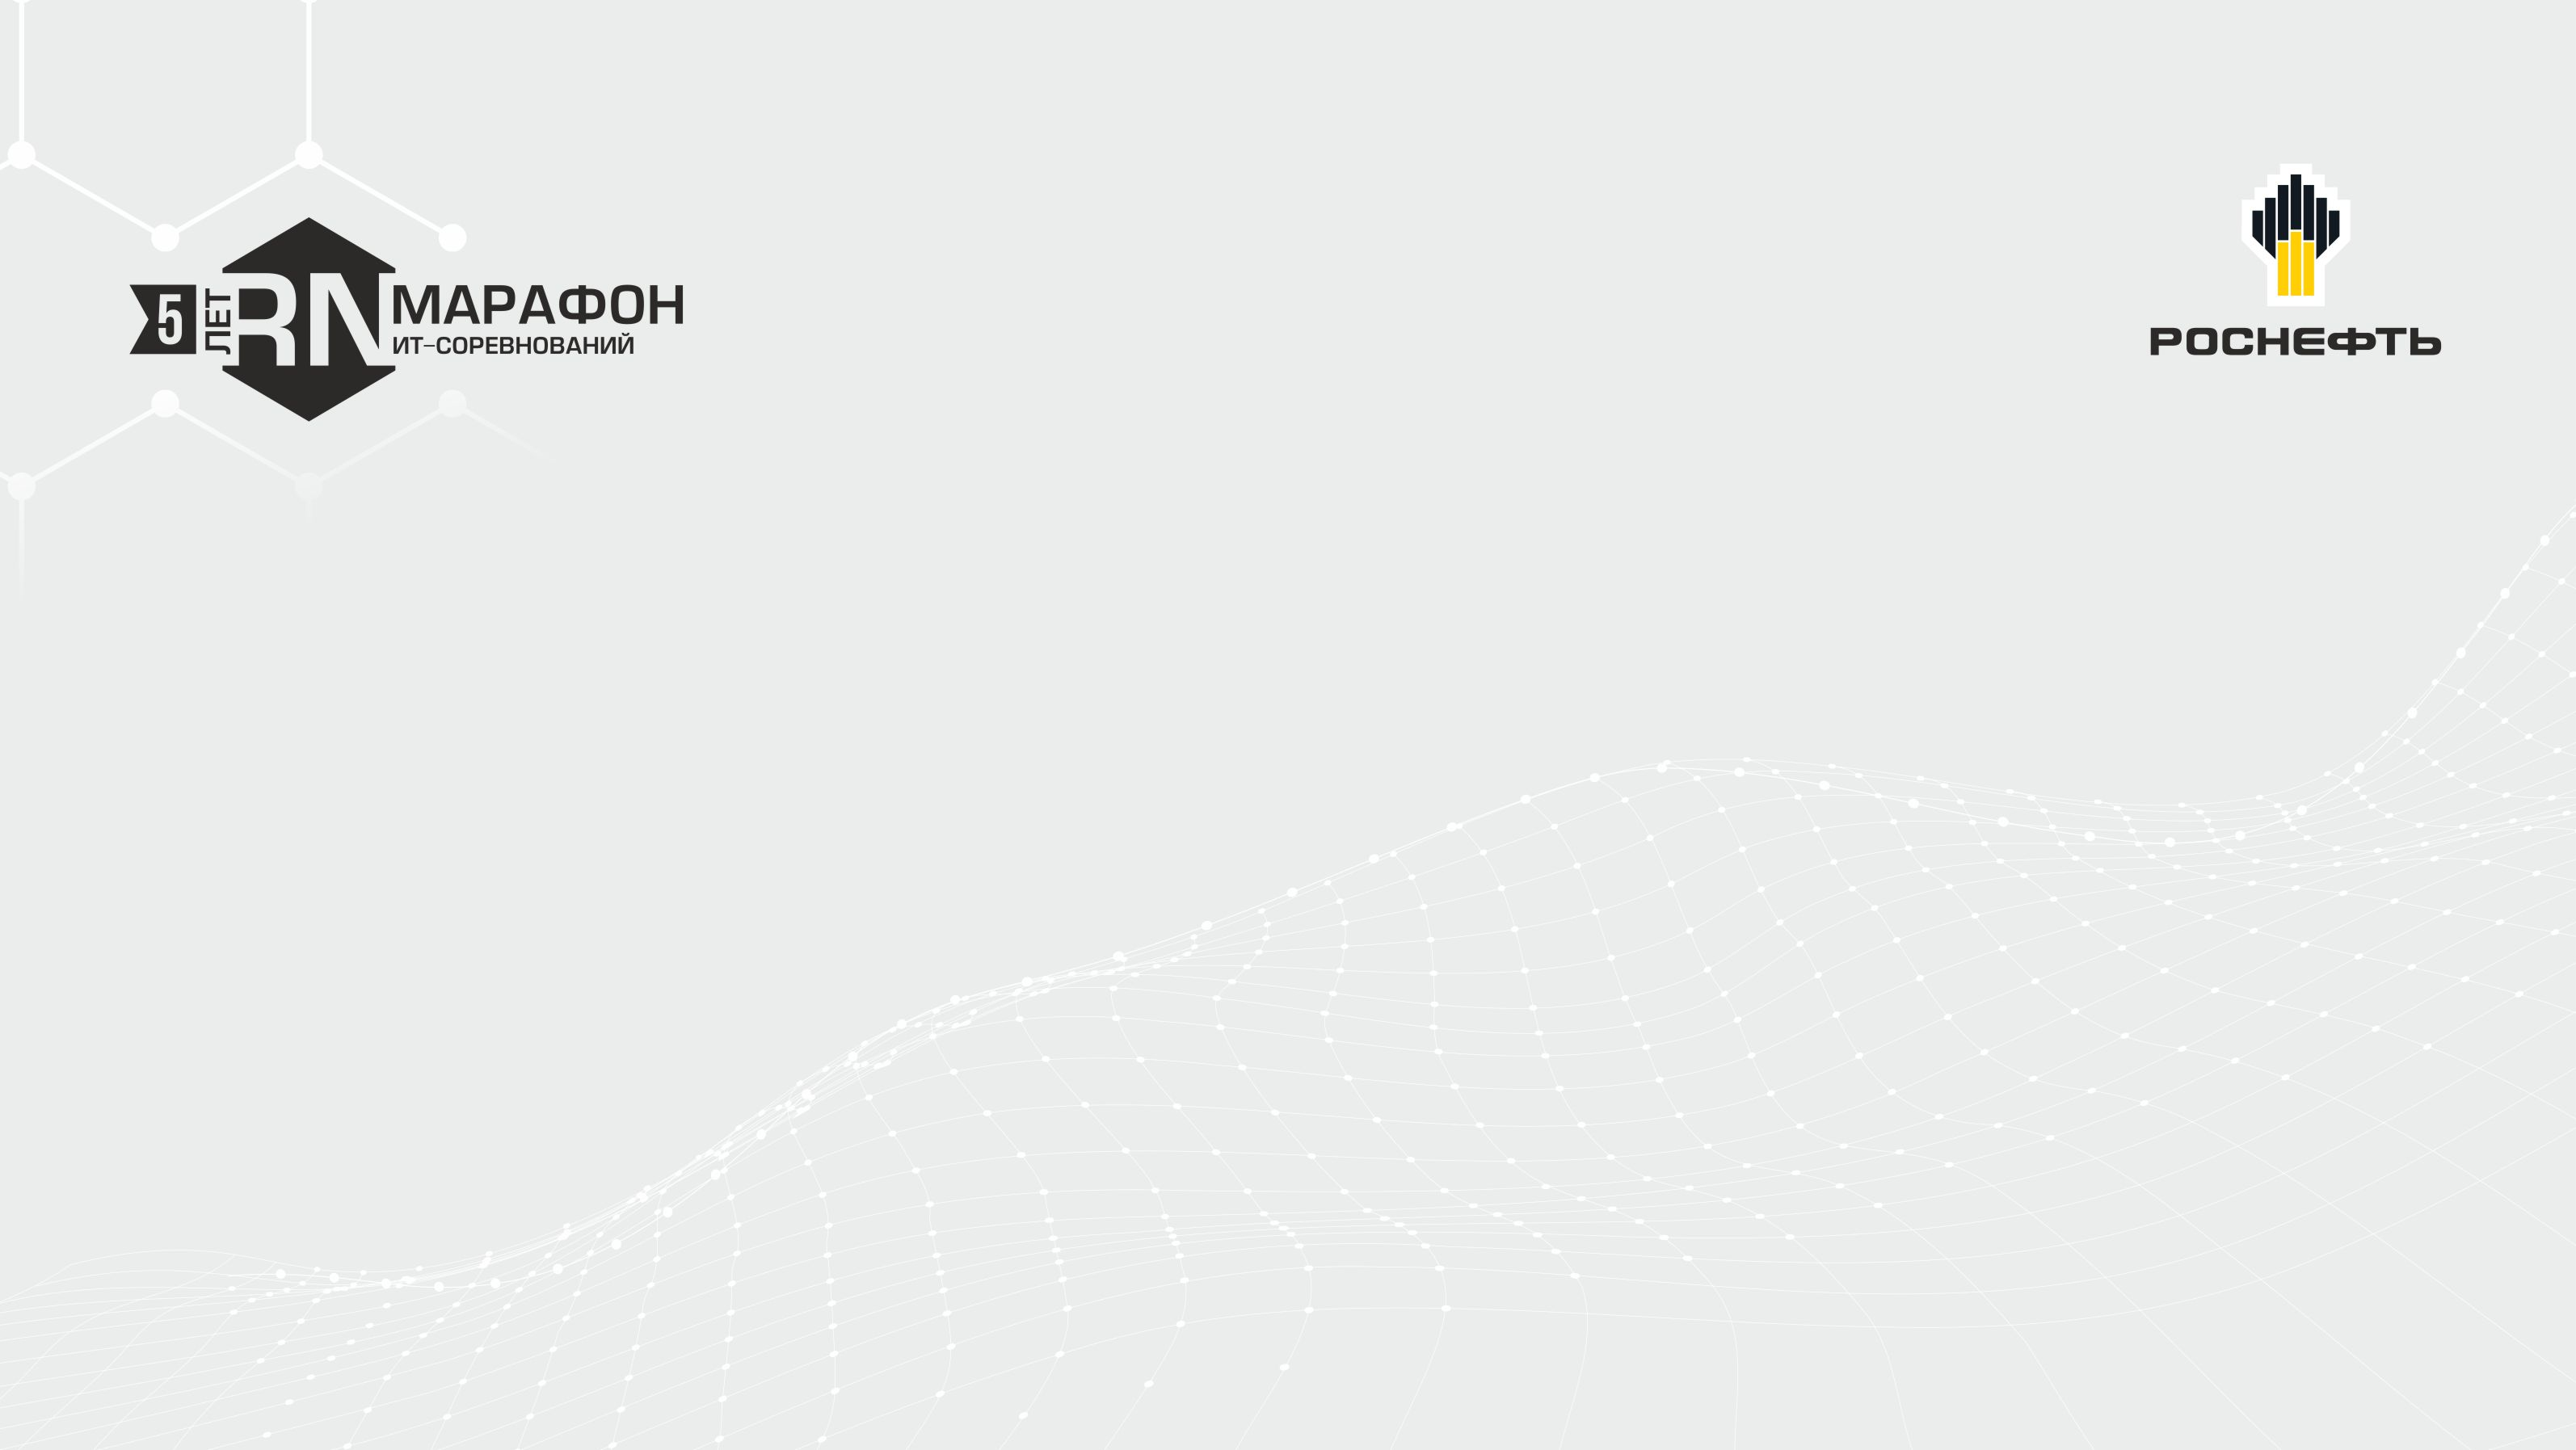 5
ЛЕТ
RN
МАРАФОН
ИТ-СОРЕВНОВАНИЙ
РОСНЕФТЬ